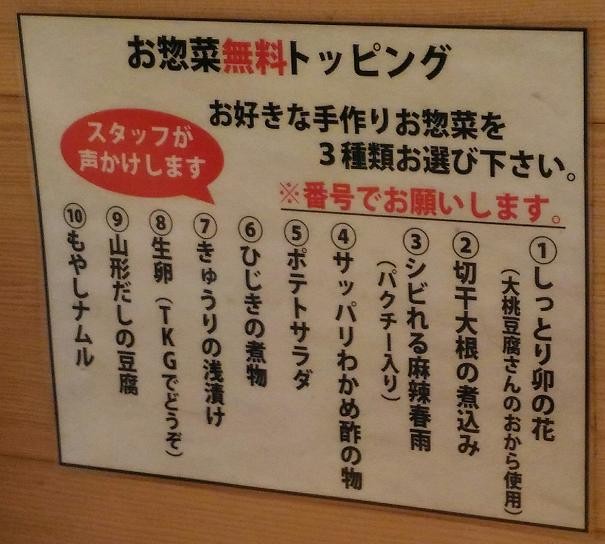 お惣菜無料トッピング
スタッフが
声かけします
お好きな手作りお惣菜を
3種類お選び下さい。
※番号でお願いします。
①しっとり卯の花
(大桃豆腐さんのおから使用)
②切干大根の煮込み
③シビれる麻辣春雨
(パクチー入り)
④サッパリわかめ酢の物
⑤ポテトサラダ
⑥ひじきの煮物
⑦きゅうりの浅漬け
⑧生卵(TKGでどうぞ)
⑨山形だしの豆腐
⑩もやしナムル